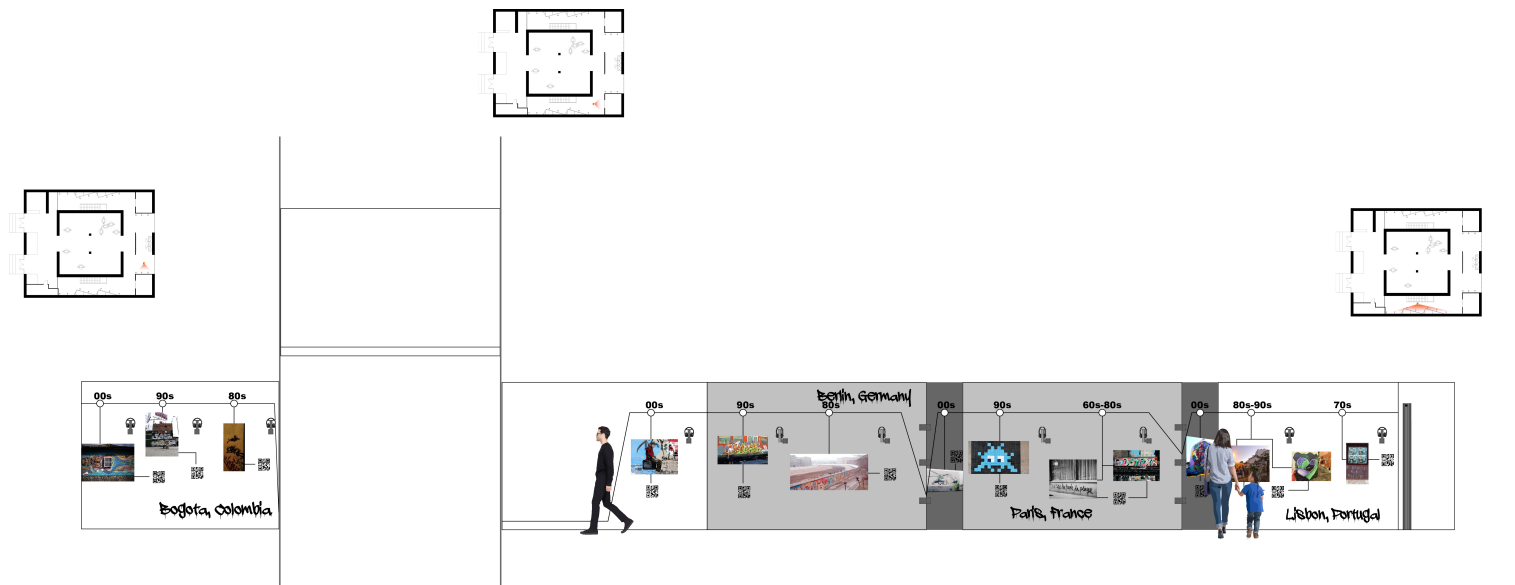 00s 90s 80s
Bogota, Colombia
00s 90s 80s
Berlin, Germany
00s 90s 60s-80s
Paris, France
00s 80s-90s 70s
Lisbon, Portugal